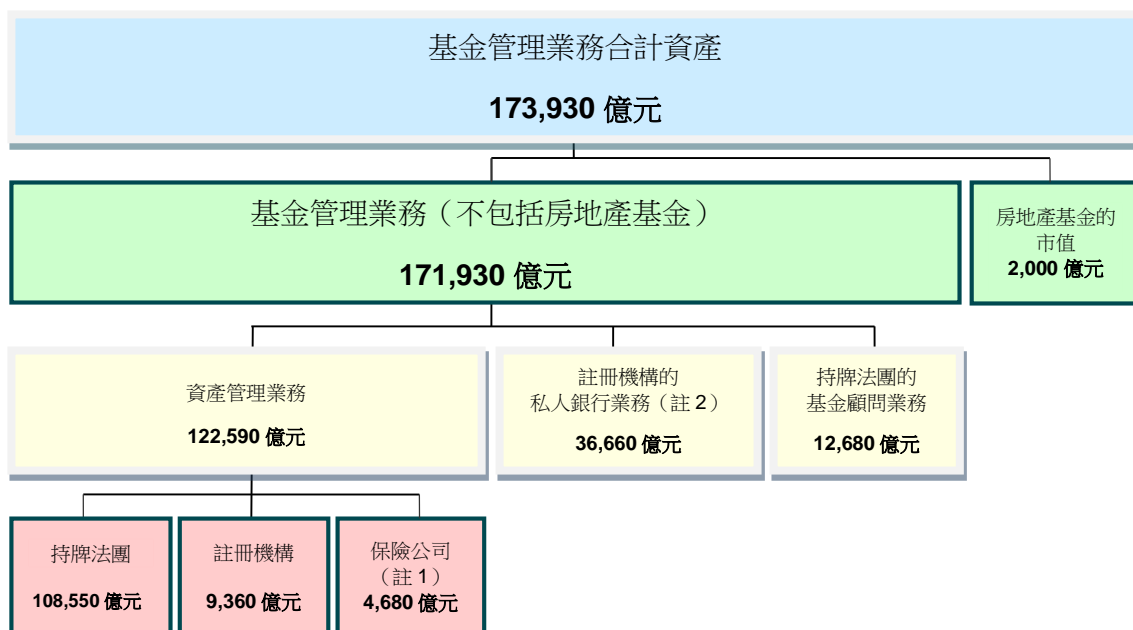 基金管理業務合計資產
173,930 億元
基金管理業務（不包括房地產基金）
171,930 億元
房地產基金的
市值
2,000 億元
資產管理業務
122,590 億元
註冊機構的
私人銀行業務（註 2）
36,660 億元
持牌法團的
基金顧問業務
12,680 億元
持牌法團
108,550 億元
註冊機構
9,360 億元
保險公司
（註 1）
4,680 億元